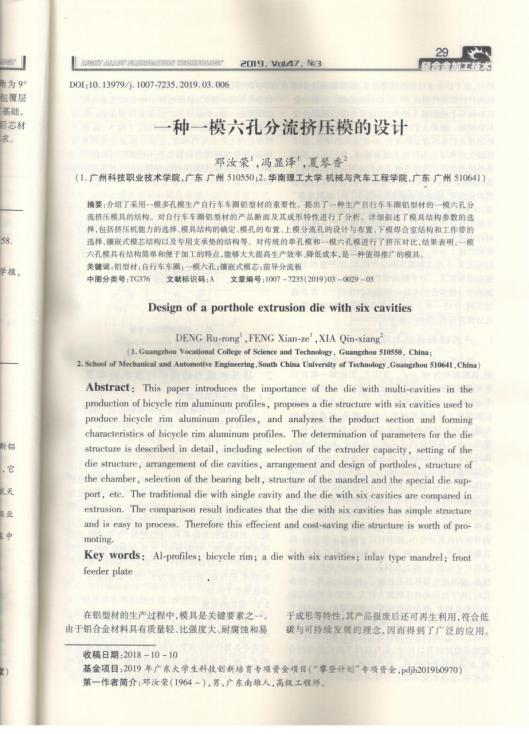 LIGHT ALLOY FABRICATION TECHNOLOGY
2019, Vol.47, №3
29
轻合金加工技术
DOI:10.13979/j.1007-7235.2019.03.006
一种一模六孔分流挤压模的设计
邓汝荣1,冯显泽1,夏琴香2
(1.广州科技职业技术学院,广东 广州 510550;2.华南理工大学 机械与汽车工程学院,广东 广州 510641)
摘要:介绍了采用一模多孔模生产自行车车圈铝型材的重要性。提出了一种生产自行车车圈铝型材的一模六孔分
流挤压模具的结构。对自行车车圈铝型材的产品断面及其成形特性进行了分析。详细叙述了模具结构参数的选
择,包括挤压机能力的选择、模具结构的确定、模孔的布置、上模分流孔的设计与布置、下模焊合室结构和工作带的
选择、镶嵌式模芯结构以及专用支承垫的结构等。对传统的单孔模和一模六孔模进行了挤压对比,结果表明,一模
六孔模具有结构简单和便于加工的特点,能够大大提高生产效率、降低成本,是一种值得推广的模具。
关键词:铝型材;自行车车圈;一模六孔;镶嵌式模芯;前导分流板
中图分类号:TG376 文献标识码:A 文章编号:1007-7235(2019)03-0029-05
Design of a porthole extrusion die with six cavities
DENG Ru-rong1,FENG Xian-ze1,XIA Qin-xiang2
(1. Guangzhou Vocational College of Science and Technology, Guangzhou 510550, China;
2. School of Mechanical and Automotive Engineering,South China University of Technology,Guangzhou 510641,China)
Abstract: This paper introduces the importance of the die with multi-cavities in the
production of bicycle rim aluminum profiles, proposes a die structure with six cavities used to
produce bicycle rim aluminum profiles, and analyzes the product section and forming
characteristics of bicycle rim aluminum profiles. The determination of parameters for the die
structure is described in detail, including selection of the extruder capacity, setting of the
die structure, arrangement of die cavities, arrangement and design of portholes, structure of
the chamber, selection of the bearing belt, structure of the mandrel and the special die sup-
port, etc. The traditional die with single cavity and the die with six cavities are compared in
extrusion. The comparison result indicates that the die with six cavities has simple structure
and is easy to process. Therefore this effecient and cost-saving die structure is worth of pro-
moting.
Key words: Al-profiles; bicycle rim; a die with six cavities; inlay type mandrel; front
feeder plate
在铝型材的生产过程中,模具是关键要素之一。
由于铝合金材料具有质量轻、比强度大、耐腐蚀和易
于成形等特性,其产品报废后还可再生利用,符合低
碳与可持续发展的理念,因而得到了广泛的应用。
收稿日期:2018-10-10
基金项目:2019年广东大学生科技创新培育专项资金项目("攀登计划"专项资金,pdjh2019b0970)
第一作者简介:邓汝荣(1964-),男,广东南雄人,高级工程师。